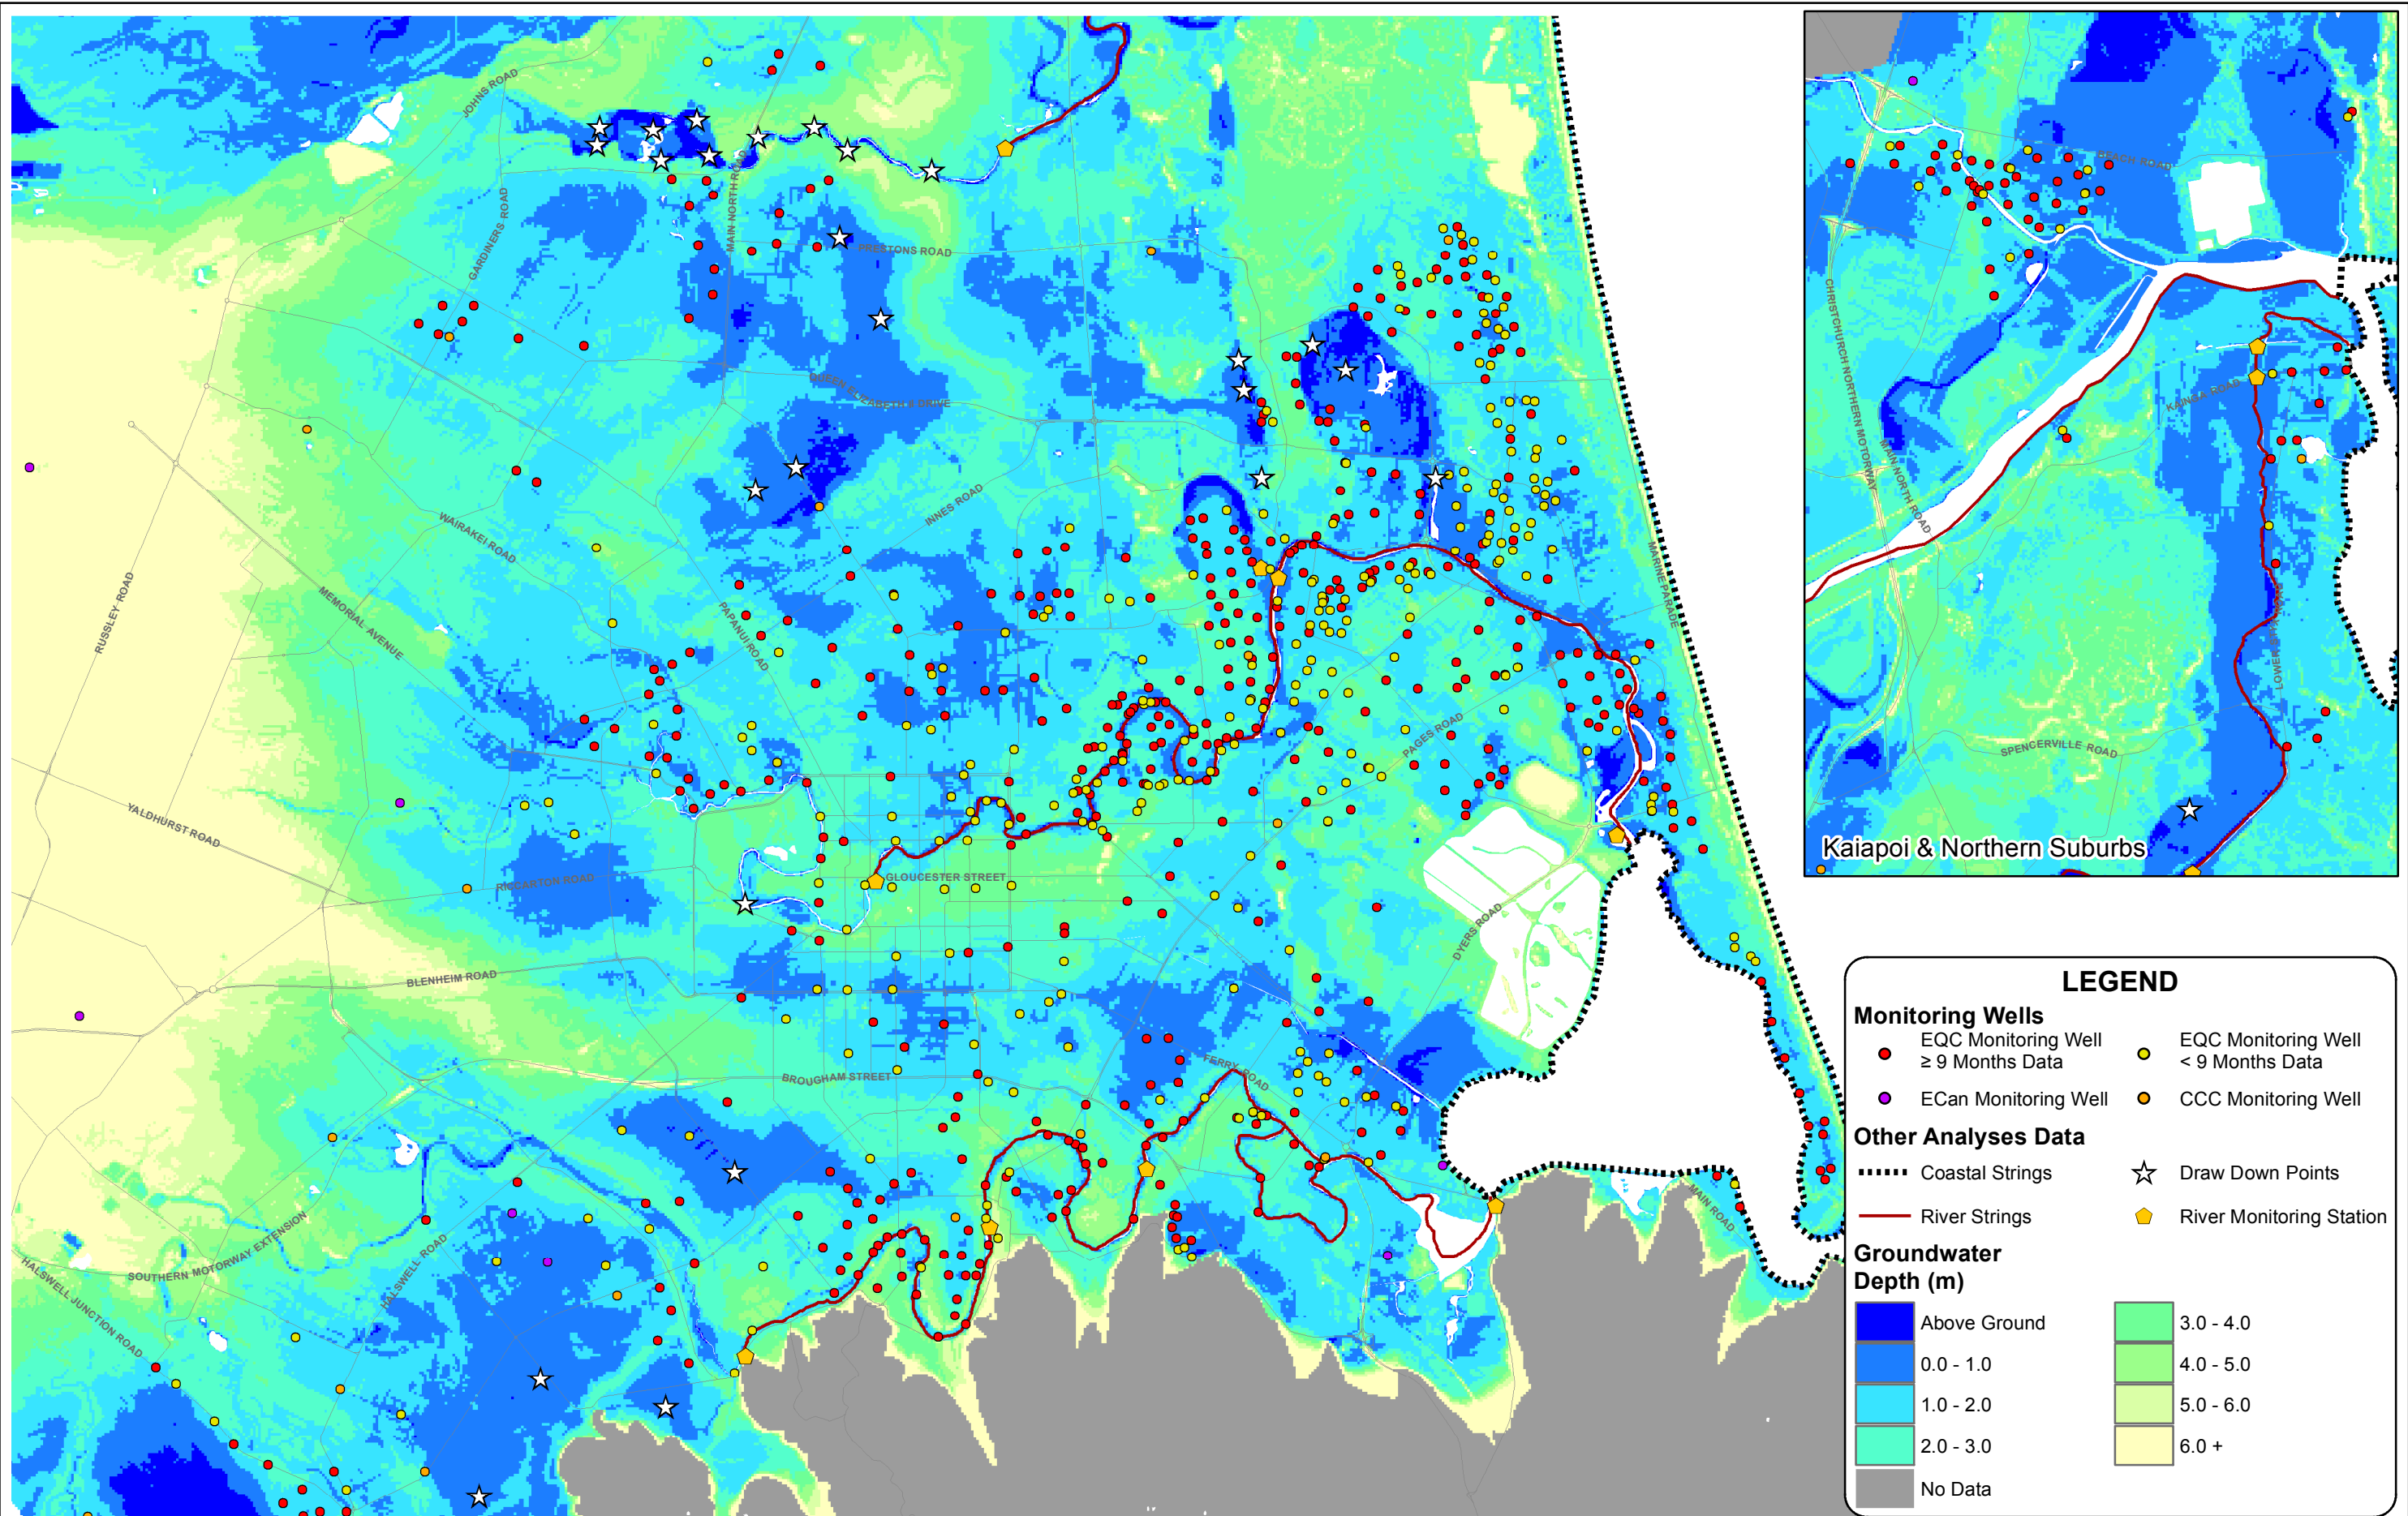 JOHNS ROAD
GARDINERS ROAD
MAIN NORTH ROAD
PRESTONS ROAD
QUEEN ELIZABETH II DRIVE
INNES ROAD
WAIRAKEI ROAD
MEMORIAL AVENUE
RUSSLEY ROAD
PAPANUI ROAD
MARINE PARADE
PAGES ROAD
YALDHURST ROAD
RICCARTON ROAD
GLOUCESTER STREET
BLENHEIM ROAD
DYERS ROAD
FERRY ROAD
BROUGHAM STREET
MAIN ROAD
SOUTHERN MOTORWAY EXTENSION
HALSWELL ROAD
HALSWELL JUNCTION ROAD
BEACH ROAD
CHRISTCHURCH NORTHERN MOTORWAY
MAIN NORTH ROAD
KAINGA ROAD
SPENCERVILLE ROAD
Kaiapoi & Northern Suburbs
LEGEND
Monitoring Wells
EQC Monitoring Well
≥ 9 Months Data
EQC Monitoring Well
< 9 Months Data
ECan Monitoring Well
CCC Monitoring Well
Other Analyses Data
Coastal Strings
Draw Down Points
River Strings
River Monitoring Station
Groundwater
Depth (m)
Above Ground
3.0 - 4.0
0.0 - 1.0
4.0 - 5.0
1.0 - 2.0
5.0 - 6.0
2.0 - 3.0
6.0 +
No Data